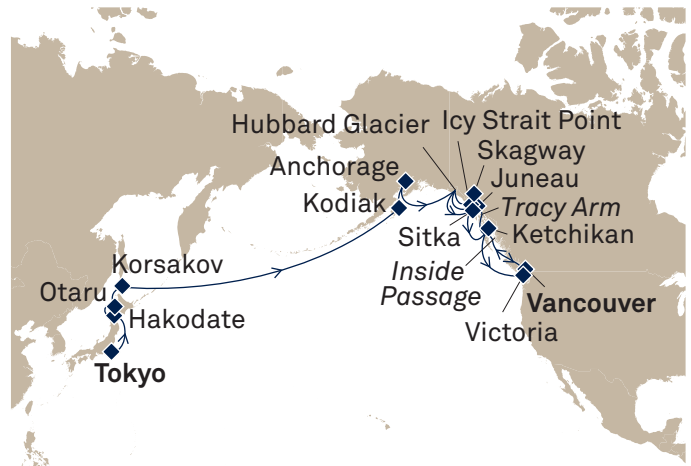 Hubbard Glacier
Icy Strait Point
Skagway
Anchorage
Juneau
Kodiak
Tracy Arm
Sitka
Ketchikan
Inside
Passage
Korsakov
Otaru
Vancouver
Hakodate
Victoria
Tokyo